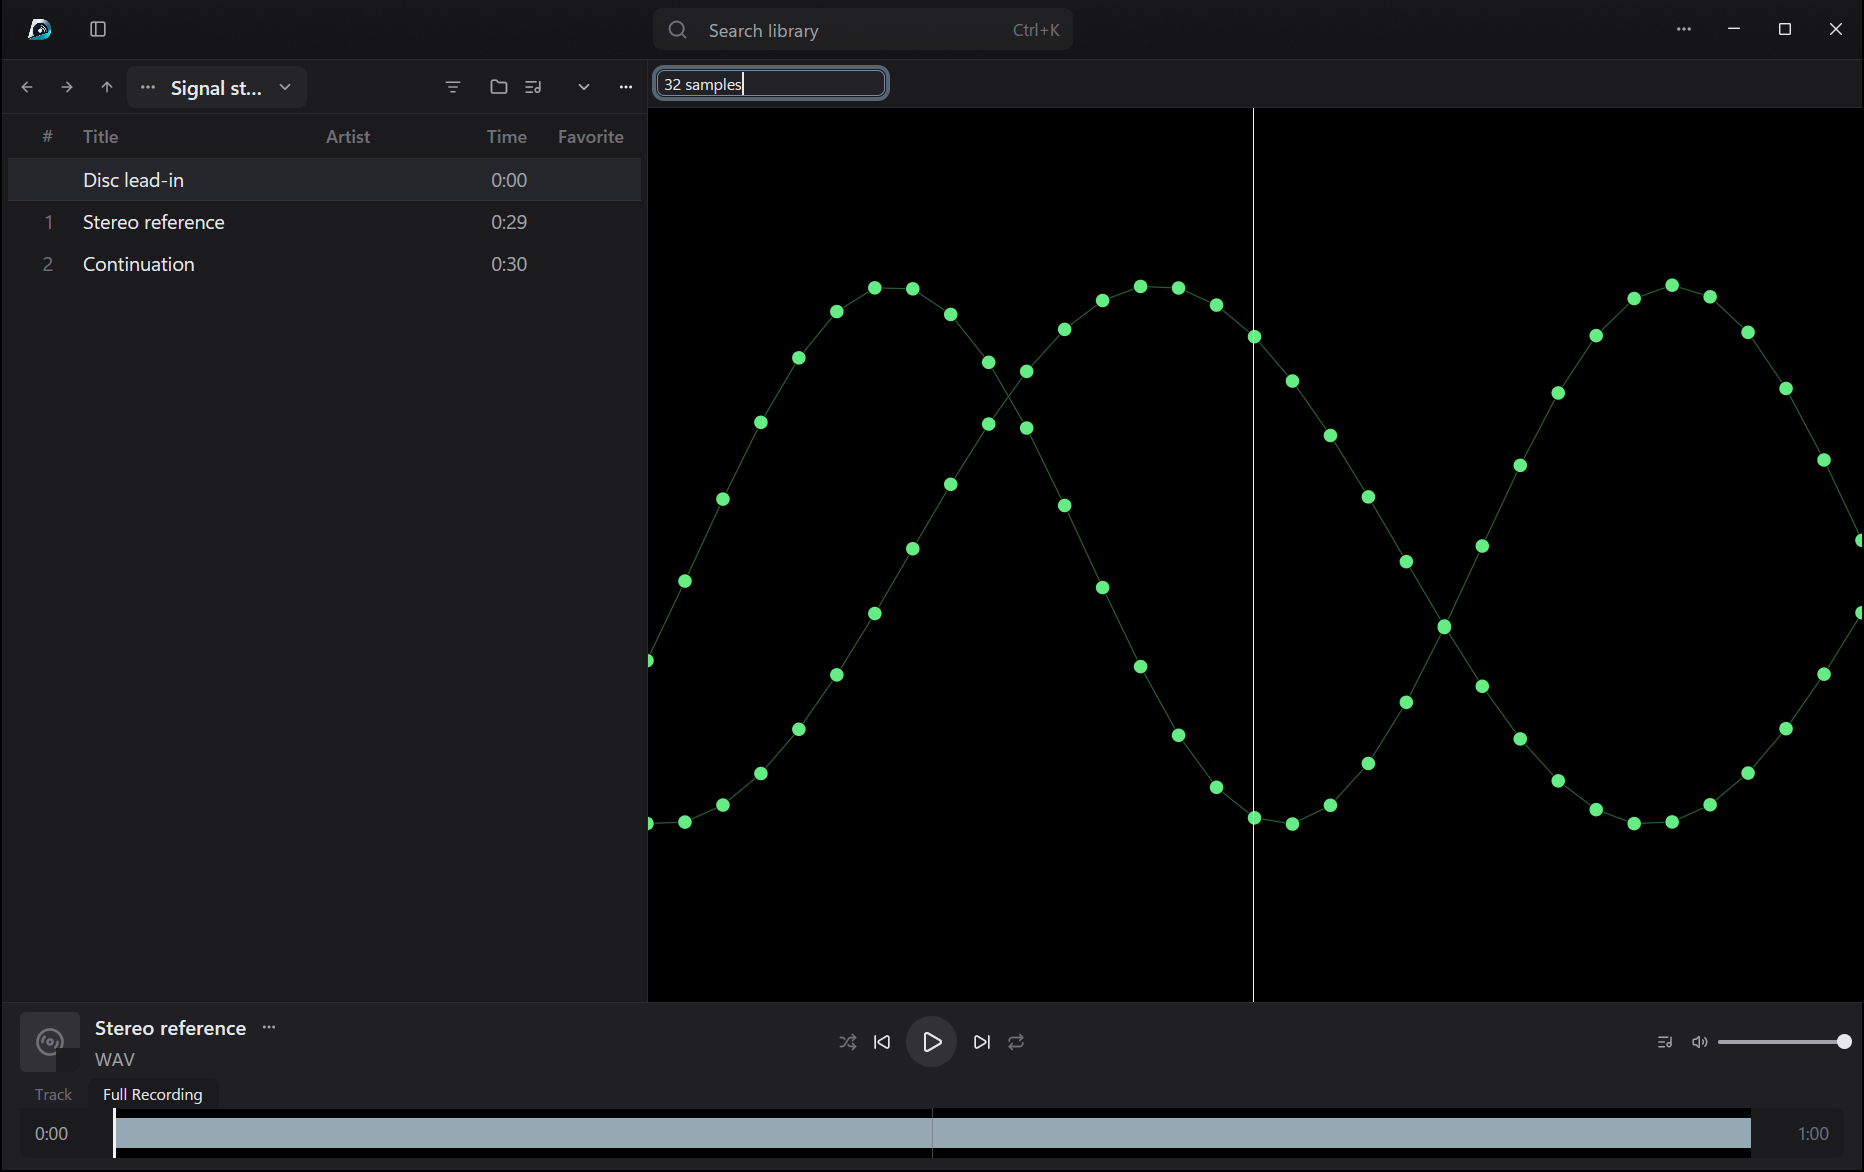 Search library Ctrl+K
Signal st...
32 samples
# Title Artist Time Favorite
Disc lead-in 0:00
1 Stereo reference 0:29
2 Continuation 0:30
Stereo reference
WAV
Track Full Recording
0:00 1:00